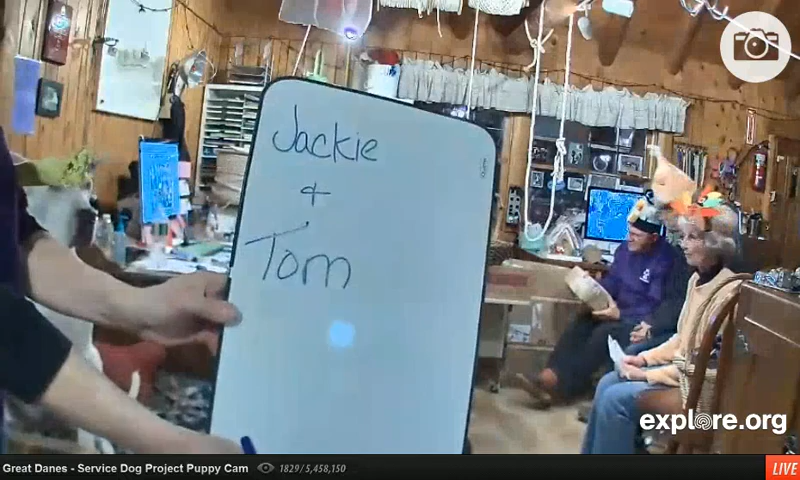 Jackie
+
Tom
explore.org
Great Danes - Service Dog Project Puppy Cam
1829/5,458,150
LIVE